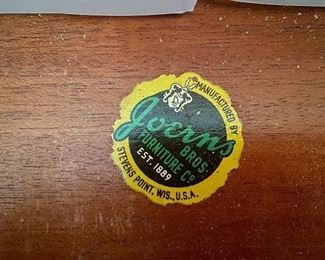 MANUFACTURED BY
Joerns
BROS.
FURNITURE CO.
EST. 1889
STEVENS POINT, WIS., U.S.A.